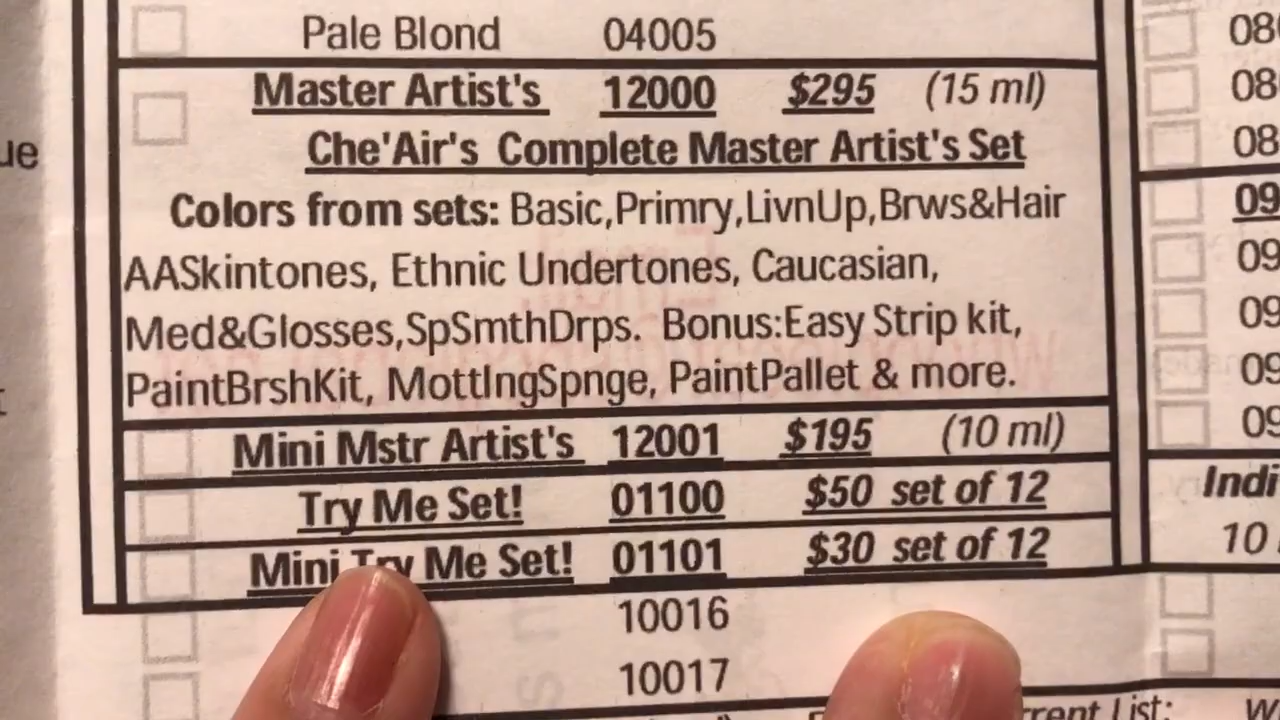 Pale Blond 04005
Master Artist's 12000 $295 (15 ml)
Che'Air's Complete Master Artist's Set
Colors from sets: Basic,Primry,LivnUp,Brws&Hair
AASkintones, Ethnic Undertones, Caucasian,
Med&Glosses,SpSmthDrps. Bonus:Easy Strip kit,
PaintBrshKit, MottIngSpnge, PaintPallet & more.
Mini Mstr Artist's 12001 $195 (10 ml)
Try Me Set! 01100 $50 set of 12
Mini Try Me Set! 01101 $30 set of 12
10016
10017
List:
10